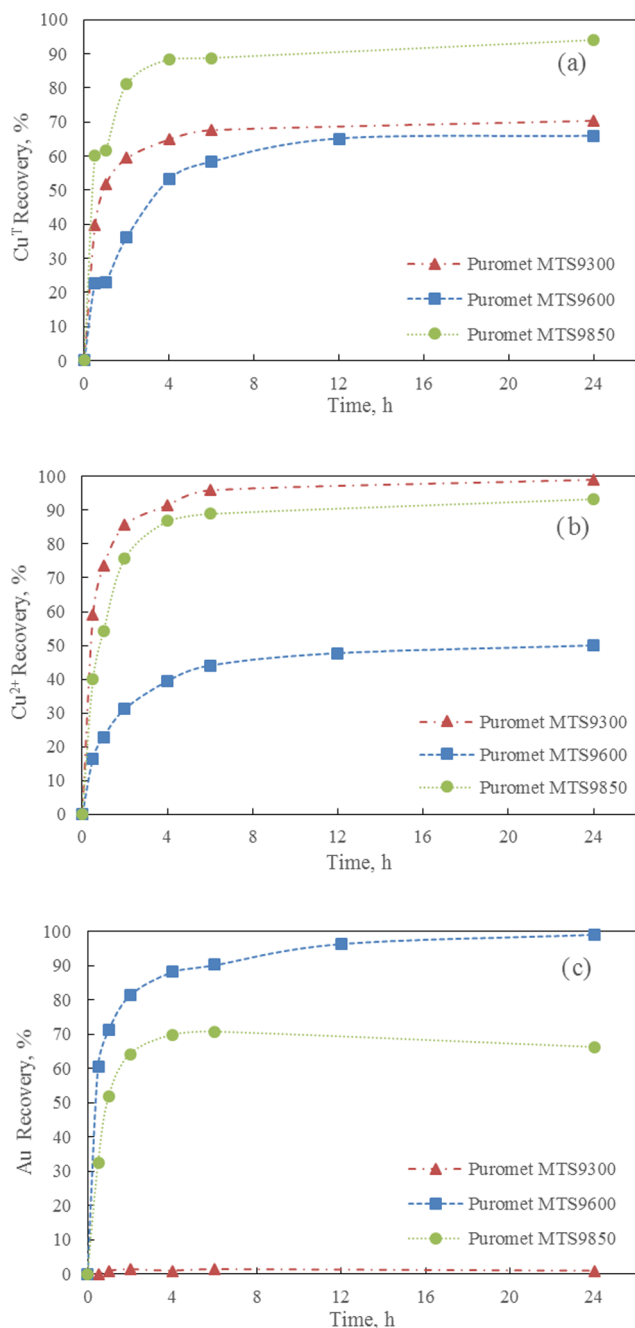 100
90
80
70
60
50
40
30
20
10
0
Cuᵀ Recovery, %
(a)
Puromet MTS9300
Puromet MTS9600
Puromet MTS9850
0 4 8 12 16 20 24
Time, h
100
90
80
70
60
50
40
30
20
10
0
Cu²⁺ Recovery, %
(b)
Puromet MTS9300
Puromet MTS9600
Puromet MTS9850
0 4 8 12 16 20 24
Time, h
100
90
80
70
60
50
40
30
20
10
0
Au Recovery, %
(c)
Puromet MTS9300
Puromet MTS9600
Puromet MTS9850
0 4 8 12 16 20 24
Time, h